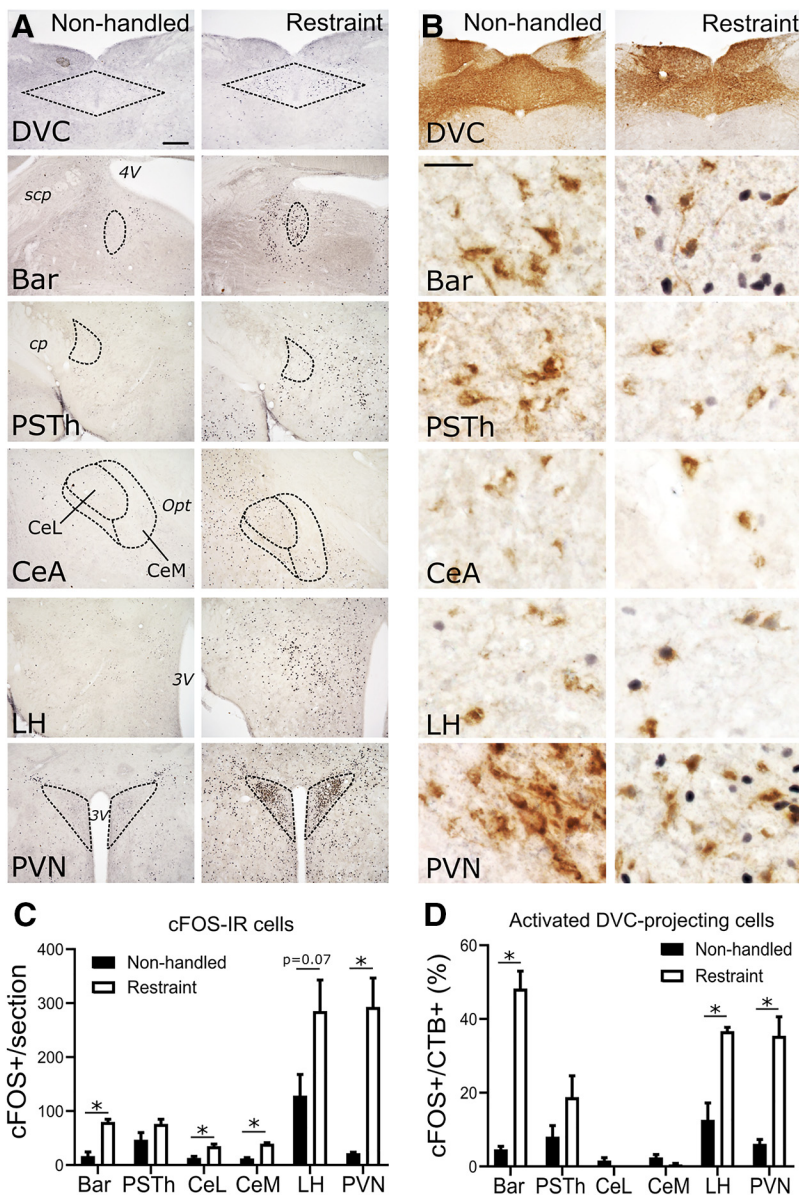 A Non-handled Restraint
DVC
scp
4V
Bar
cp
PSTh
CeL
Opt
CeM
CeA
3V
LH
3V
PVN
B Non-handled Restraint
DVC
Bar
PSTh
CeA
LH
PVN
C
cFOS-IR cells
Non-handled
Restraint
cFOS+/section
400
300
200
100
0
*
*
*
p=0.07
*
Bar PSTh CeL CeM LH PVN
D
Activated DVC-projecting cells
Non-handled
Restraint
cFOS+/CTB+ (%)
60
40
20
0
*
*
*
Bar PSTh CeL CeM LH PVN